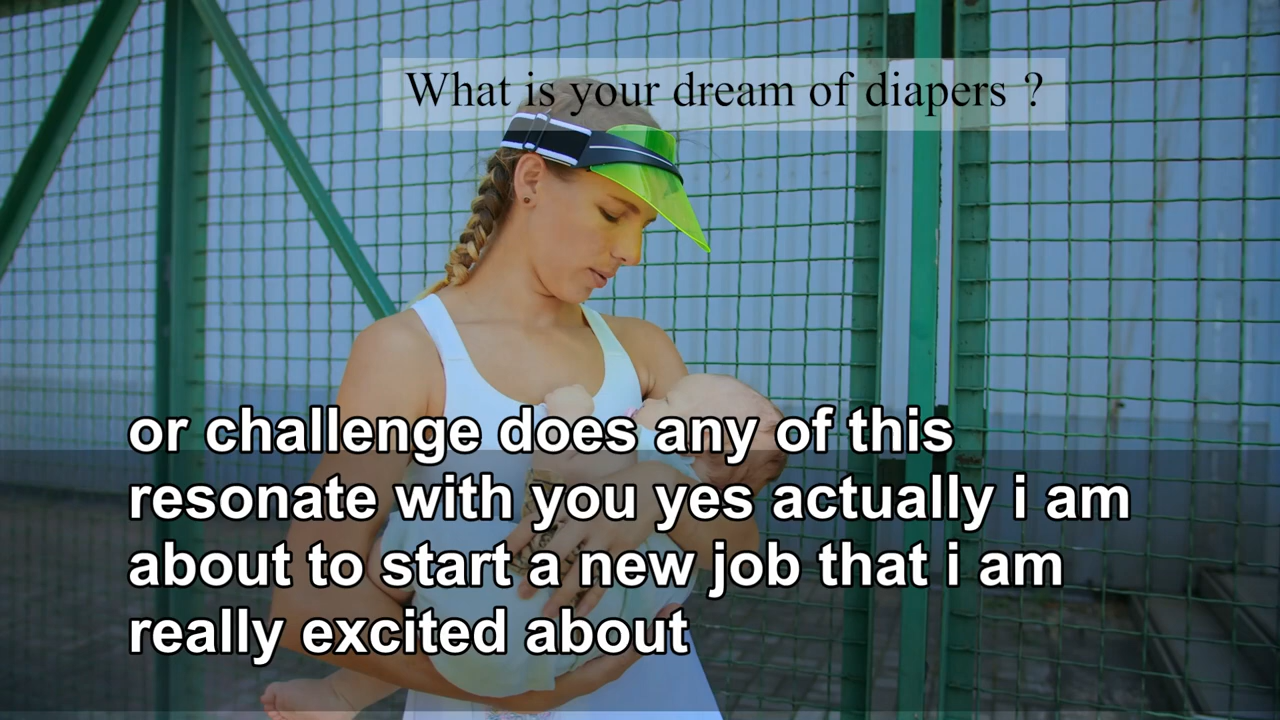 What is your dream of diapers ?
or challenge does any of this
resonate with you yes actually i am
about to start a new job that i am
really excited about